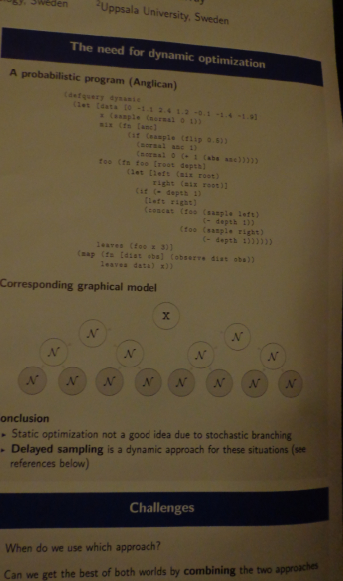 ology, Sweden ²Uppsala University, Sweden
The need for dynamic optimization
A probabilistic program (Anglican)
(defquery dynamic
(let [data [0 -1.1 2.4 1.2 -0.1 -1.4 -1.9]
x (sample (normal 0 1))
mix (fn [anc]
(if (sample (flip 0.5))
(normal anc 1)
(normal 5 (+ 1 (abs anc)))))
foo (fn foo [root depth]
(let [left (mix root)
right (mix root)]
(if (= depth 1)
[left right]
(concat (foo (sample left)
(- depth 1))
(foo (sample right)
(- depth 1))))))
leaves (foo x 3)]
(map (fn [dist obs] (observe dist obs))
leaves data) x))
Corresponding graphical model
X
N N
N N N N
N N N N N N N N
onclusion
▸ Static optimization not a good idea due to stochastic branching
▸ Delayed sampling is a dynamic approach for these situations (see
references below)
Challenges
When do we use which approach?
Can we get the best of both worlds by combining the two approaches